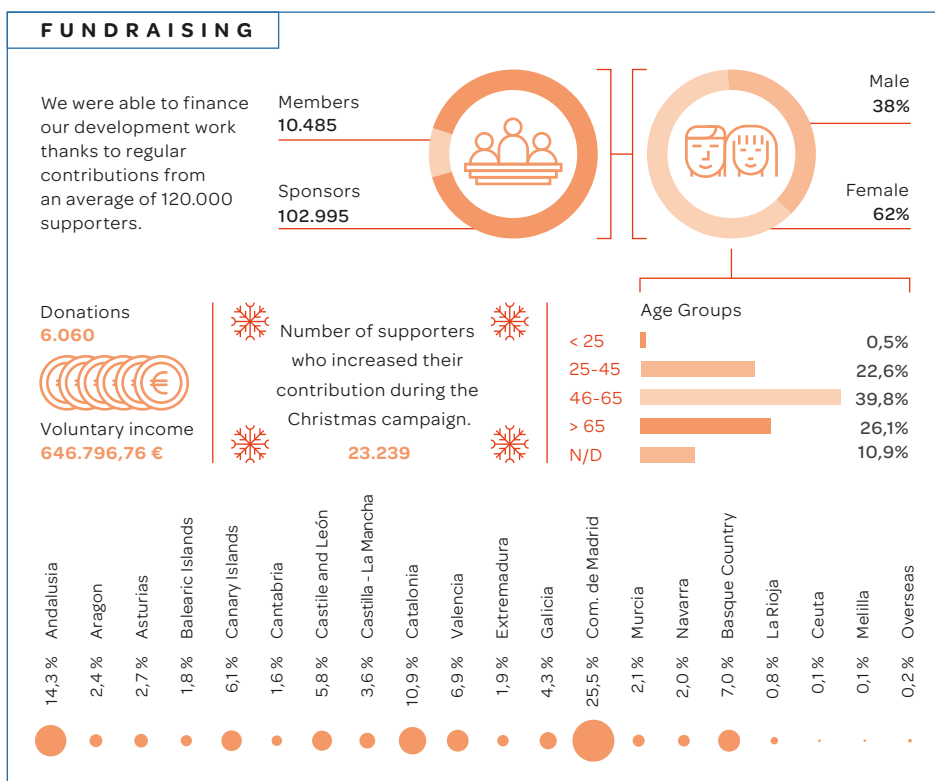 FUNDRAISING
We were able to finance
our development work
thanks to regular
contributions from
an average of 120.000
supporters.
Members
10.485
Sponsors
102.995
Male
38%
Female
62%
Donations
6.060
€
Voluntary income
646.796,76 €
Number of supporters
who increased their
contribution during the
Christmas campaign.
23.239
Age Groups
< 25 0,5%
25-45 22,6%
46-65 39,8%
> 65 26,1%
N/D 10,9%
14,3 % Andalusia
2,4 % Aragon
2,7 % Asturias
1,8 % Balearic Islands
6,1 % Canary Islands
1,6 % Cantabria
5,8 % Castile and León
3,6 % Castilla - La Mancha
10,9 % Catalonia
6,9 % Valencia
1,9 % Extremadura
4,3 % Galicia
25,5 % Com. de Madrid
2,1 % Murcia
2,0 % Navarra
7,0 % Basque Country
0,8 % La Rioja
0,1 % Ceuta
0,1 % Melilla
0,2 % Overseas